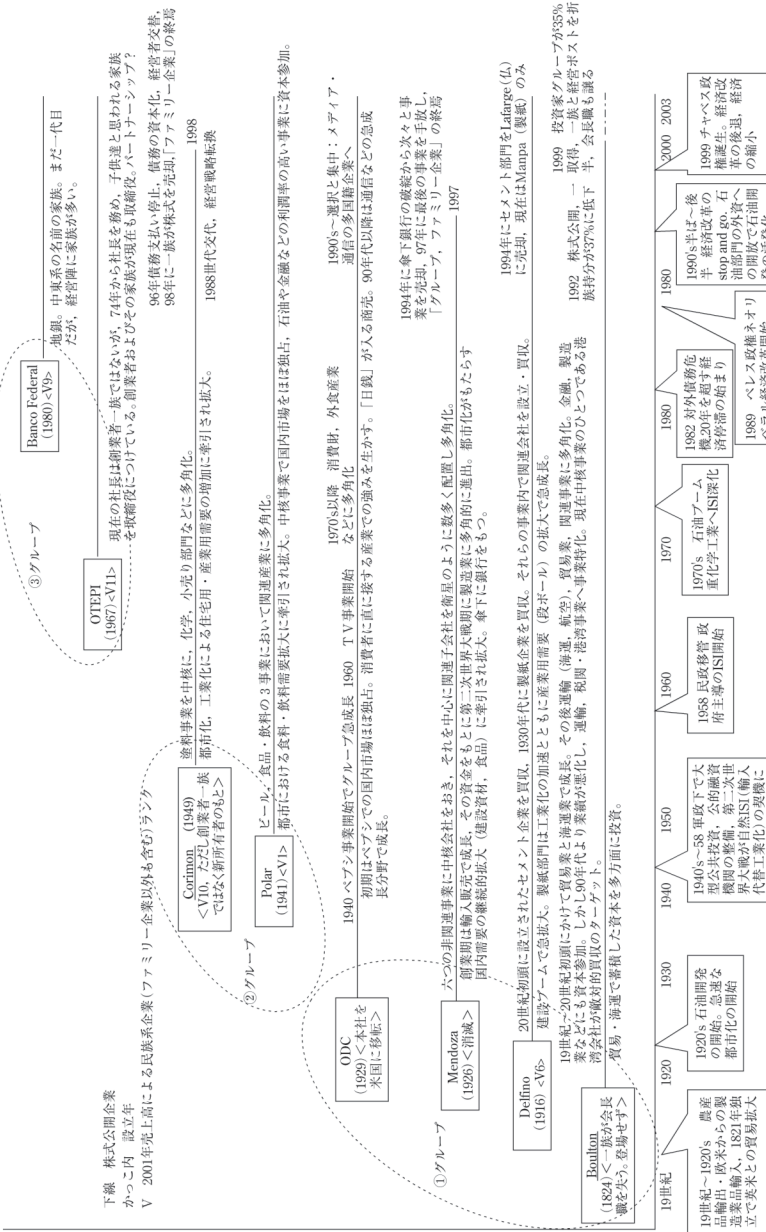 下線 株式公開企業
かっこ内 設立年
V 2001年売上高による民族系企業(ファミリー企業以外も含む)ランク
③グループ
Banco Federal
(1980)<V9>
地銀。中東系の名前の家族。まだ一代目
だが,経営陣に家族が多い。
OTEPI
(1967)<V11>
現在の社長は創業者一族ではないが,74年から社長を務め,子供達と思われる家族
を取締役につけている。創業者およびその家族が現在も取締役。パートナーシップ?
②グループ
Corimon (1949)
<V10,ただし創業者一族
ではなく新所有者のもと>
塗料事業を中核に,化学,小売り部門などに多角化。
都市化,工業化による住宅用・産業用需要の増加に牽引され拡大。
96年債務支払い停止,債務の資本化,経営者交替,
98年に一族が株式を売却,「ファミリー企業」の終焉
1998
1988世代交代,経営戦略転換
Polar
(1941)<V1>
ビール,食品・飲料の3事業において関連産業に多角化。
都市における食料・飲料需要拡大に牽引され拡大。中核事業で国内市場をほぼ独占,石油や金融などの利潤率の高い事業に資本参加。
①グループ
ODC
(1929)<本社を
米国に移転>
1940 ペプシ事業開始でグループ急成長 1960 TV事業開始
1970's以降 消費財,外食産業
などに多角化
1990's~選択と集中:メディア・
通信の多国籍企業へ
初期はペプシでの国内市場ほぼ独占。消費者に直に接する産業での強みを生かす。「日銭」が入る商売。90年代以降は通信などの急成
長分野で成長。
Mendoza
(1926)<消滅>
六つの非関連事業に中核会社をおき,それを中心に関連子会社を衛星のように数多く配置し多角化。
創業期は輸入販売で成長,その資金をもとに第二次世界大戦期に製造業に多角的に進出。都市化がもたらす
国内需要の継続的拡大(建設資材,食品)に牽引され拡大。傘下に銀行をもつ。
1994年に傘下銀行の破綻から次々と事
業を売却,97年に最後の事業を手放し,
「グループ,ファミリー企業」の終焉
1997
Delfino
(1916)<V6>
20世紀初頭に設立されたセメント企業を買収,1930年代に製紙企業を買収。それらの事業内で関連会社を設立・買収。
建設ブームで急拡大。製紙部門は工業化の加速とともに産業用需要(段ボール)の拡大で急成長。
1994年にセメント部門をLafarge(仏)
に売却,現在はManpa(製紙)のみ
Boulton
(1824)<一族が会長
職を失う。登場せず>
19世紀~20世紀初頭にかけて貿易業と海運業で成長。その後運輸(海運,航空),貿易業,関連事業に多角化。金融,製造
業などにも資本参加。しかし90年代より業績が悪化し,運輸,税関・港湾事業へ事業特化。現在中核事業のひとつである港
湾会社が敵対的買収のターゲット。
貿易・海運で蓄積した資本を多方面に投資。
1992 株式公開,一
族持分が37%に低下
1999 投資家グループが35%
取得,一族と経営ポストを折
半,会長職も譲る
19世紀
1920
1930
1940
1950
1960
1970
1980
1980
2000
2003
19世紀~1920's 農産
品輸出・欧米からの製
造業品輸入,1821年独
立で英米との貿易拡大
1920's 石油開発
の開始。急速な
都市化の開始
1940's~58 軍政下で大
型公共投資,公的融資
機関の整備,第二次世
界大戦が自然ISI(輸入
代替工業化)の契機に
1958 民政移管 政
府主導のISI開始
1970's 石油ブーム
重化学工業へISI深化
1982 対外債務危
機,20年を超す経
済停滞の始まり
1989 ペレス政権ネオリ
ベラル経済改革開始
1990's半ば~後
半 経済改革の
stop and go.石
油部門の外資へ
の開放で石油開
1999 チャベス政
権誕生。経済改
革の後退,経済
の縮小